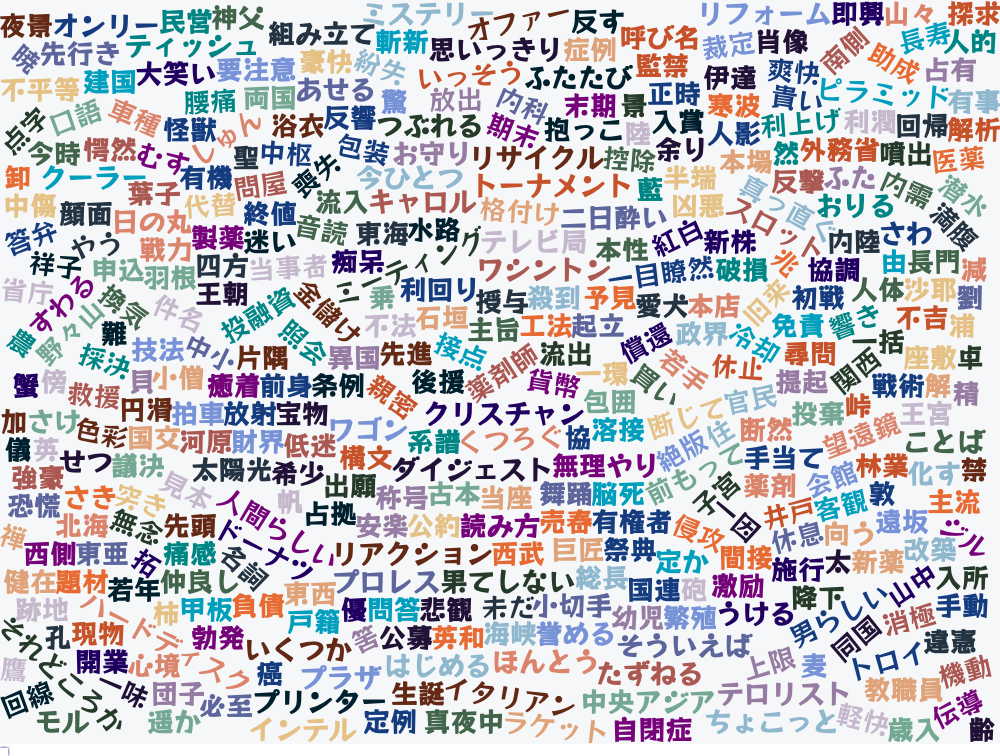 夜景 オンリー 民営 神父 組み立て ミステリー オファー 反す リフォーム 即興 山々 探求
暁 先行き ティッシュ 斬新 思いっきり 症例 呼び名 裁定 肖像 南側 助成 長寿 人的
不平等 建国 大笑い 要注意 豪快 紛失 いっそう ふたたび 監禁 伊達 爽快 占有
腰痛 両国 あせる 驚 放出 内科 末期 景 正時 寒波 貴い ピラミッド 有事
点字 口語 車種 怪獣 しゅん 浴衣 反響 つぶれる 期末 抱っこ 陸 入賞 人影 利上げ 利潤 回帰 解析
今時 愕然 むす 聖 中枢 喪失 包装 お守り リサイクル 控除 余り 本場 然 外務省 噴出 医薬
卸 クーラー 葉子 有機 問屋 今ひとつ トーナメント 藍 半端 真っ直ぐ 反撃 ふた 内需 潜水
中傷 顔面 日の丸 代替 終値 流入 キャロル 格付け 二日酔い 凶悪 スロット おりる 満腹
答弁 やう 戦力 製薬 迷い 音読 東海 水路 テレビ局 本性 紅白 新株 内陸 さわ
祥子 申込 羽根 四方 当事者 痴呆 シーティング ワシントン 一目瞭然 破損 北 協調 由 長門 減
省庁 すわる 換気 件名 王朝 金儲け 乗 利回り 授与 殺到 予見 愛犬 本店 回来 初戦 人体 沙耶 劉
農 野々山 難 投融資 照会 不法 石垣 主旨 工法 起立 償還 政界 冷却 免責 響き 不吉 浦
採決 技法 中小 片隅 異国 先進 接点 薬剤師 流出 若手 休止 尋問 関西 一括 座敷 卓
蟹 傍 救援 貝 小僧 癒着 前身 条例 親密 後援 貨幣 一環 買い 提起 戦術 解 精
加 さけ 色彩 円滑 拍車 放射 宝物 クリスチャン 包囲 断じて 官民 投棄 峠 王宮
儀 英 国交 河原 財界 低迷 ワゴン 系譜 くつろぐ 協 溶接 絶版 住 断然 望遠鏡 ことば
強豪 せつ 議決 太陽光 希少 構文 ダイジェスト 無理やり 前もって 手当て 会館 林業 化す 禁
恐慌 さき 突き 見本 人間らしい 帆 出願 称号 古本 当座 舞踊 脳死 子宮 薬剤 客観 敦 主流
禅 北海 無念 先頭 ドーナツ 占拠 安楽 公約 読み方 売春 有権者 侵攻 一因 井戸 休息 向う 遠坂 ジル
西側 東亜 拓 痛感 名詞 リアクション 西武 巨匠 祭典 定か 間接 施行 太 新薬 改築
健在 題材 若年 仲良し 東西 プロレス 果てしない 総長 国連 砲 激励 降下 男らしい 山中 入所
跡地 ハードディスク 柿 甲板 負債 戸籍 優 問答 悲観 未だ 小切手 幼児 繁殖 うける 同国 消極 手動
それどころか 孔 現物 勃発 いくつか 筈 公募 英和 海峡 誉める そういえば 違憲
鷹 開業 心境 癌 プラザ はじめる ほんとう たずねる 上限 妻 トロイ 機動
回線 一味 団子 必至 プリンター 生誕 イタリアン 中央アジア テロリスト 教職員 伝導
モルヒネ 遥か インテル 定例 真夜中 ラケット 自閉症 ちょこっと 軽快 歳入 齢